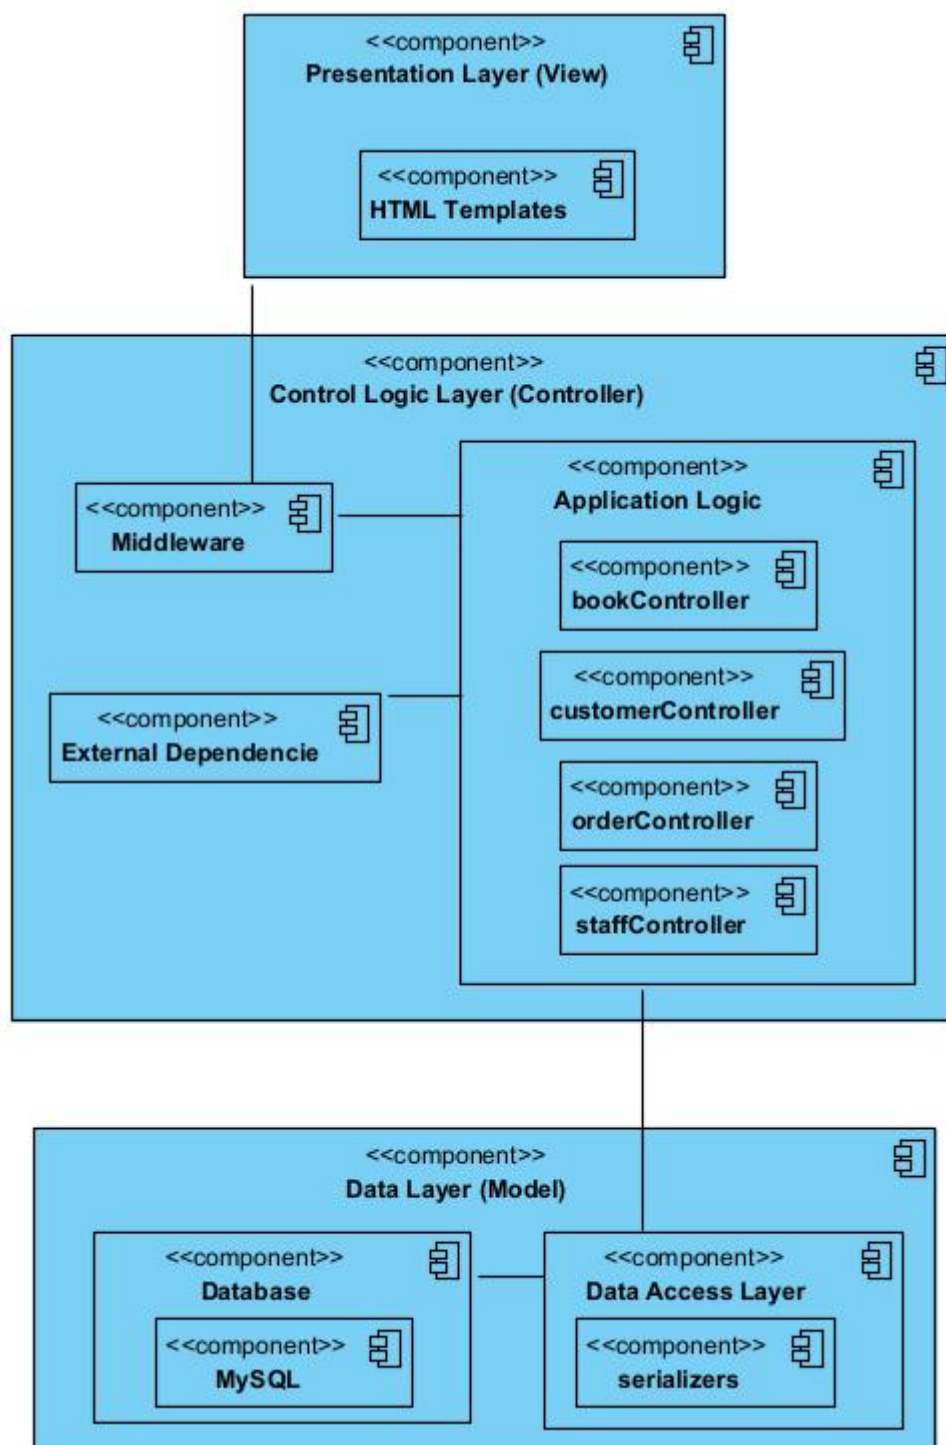 <<component>>
Presentation Layer (View)
<<component>>
HTML Templates
<<component>>
Control Logic Layer (Controller)
<<component>>
Middleware
<<component>>
External Dependencie
<<component>>
Application Logic
<<component>>
bookController
<<component>>
customerController
<<component>>
orderController
<<component>>
staffController
<<component>>
Data Layer (Model)
<<component>>
Database
<<component>>
MySQL
<<component>>
Data Access Layer
<<component>>
serializers